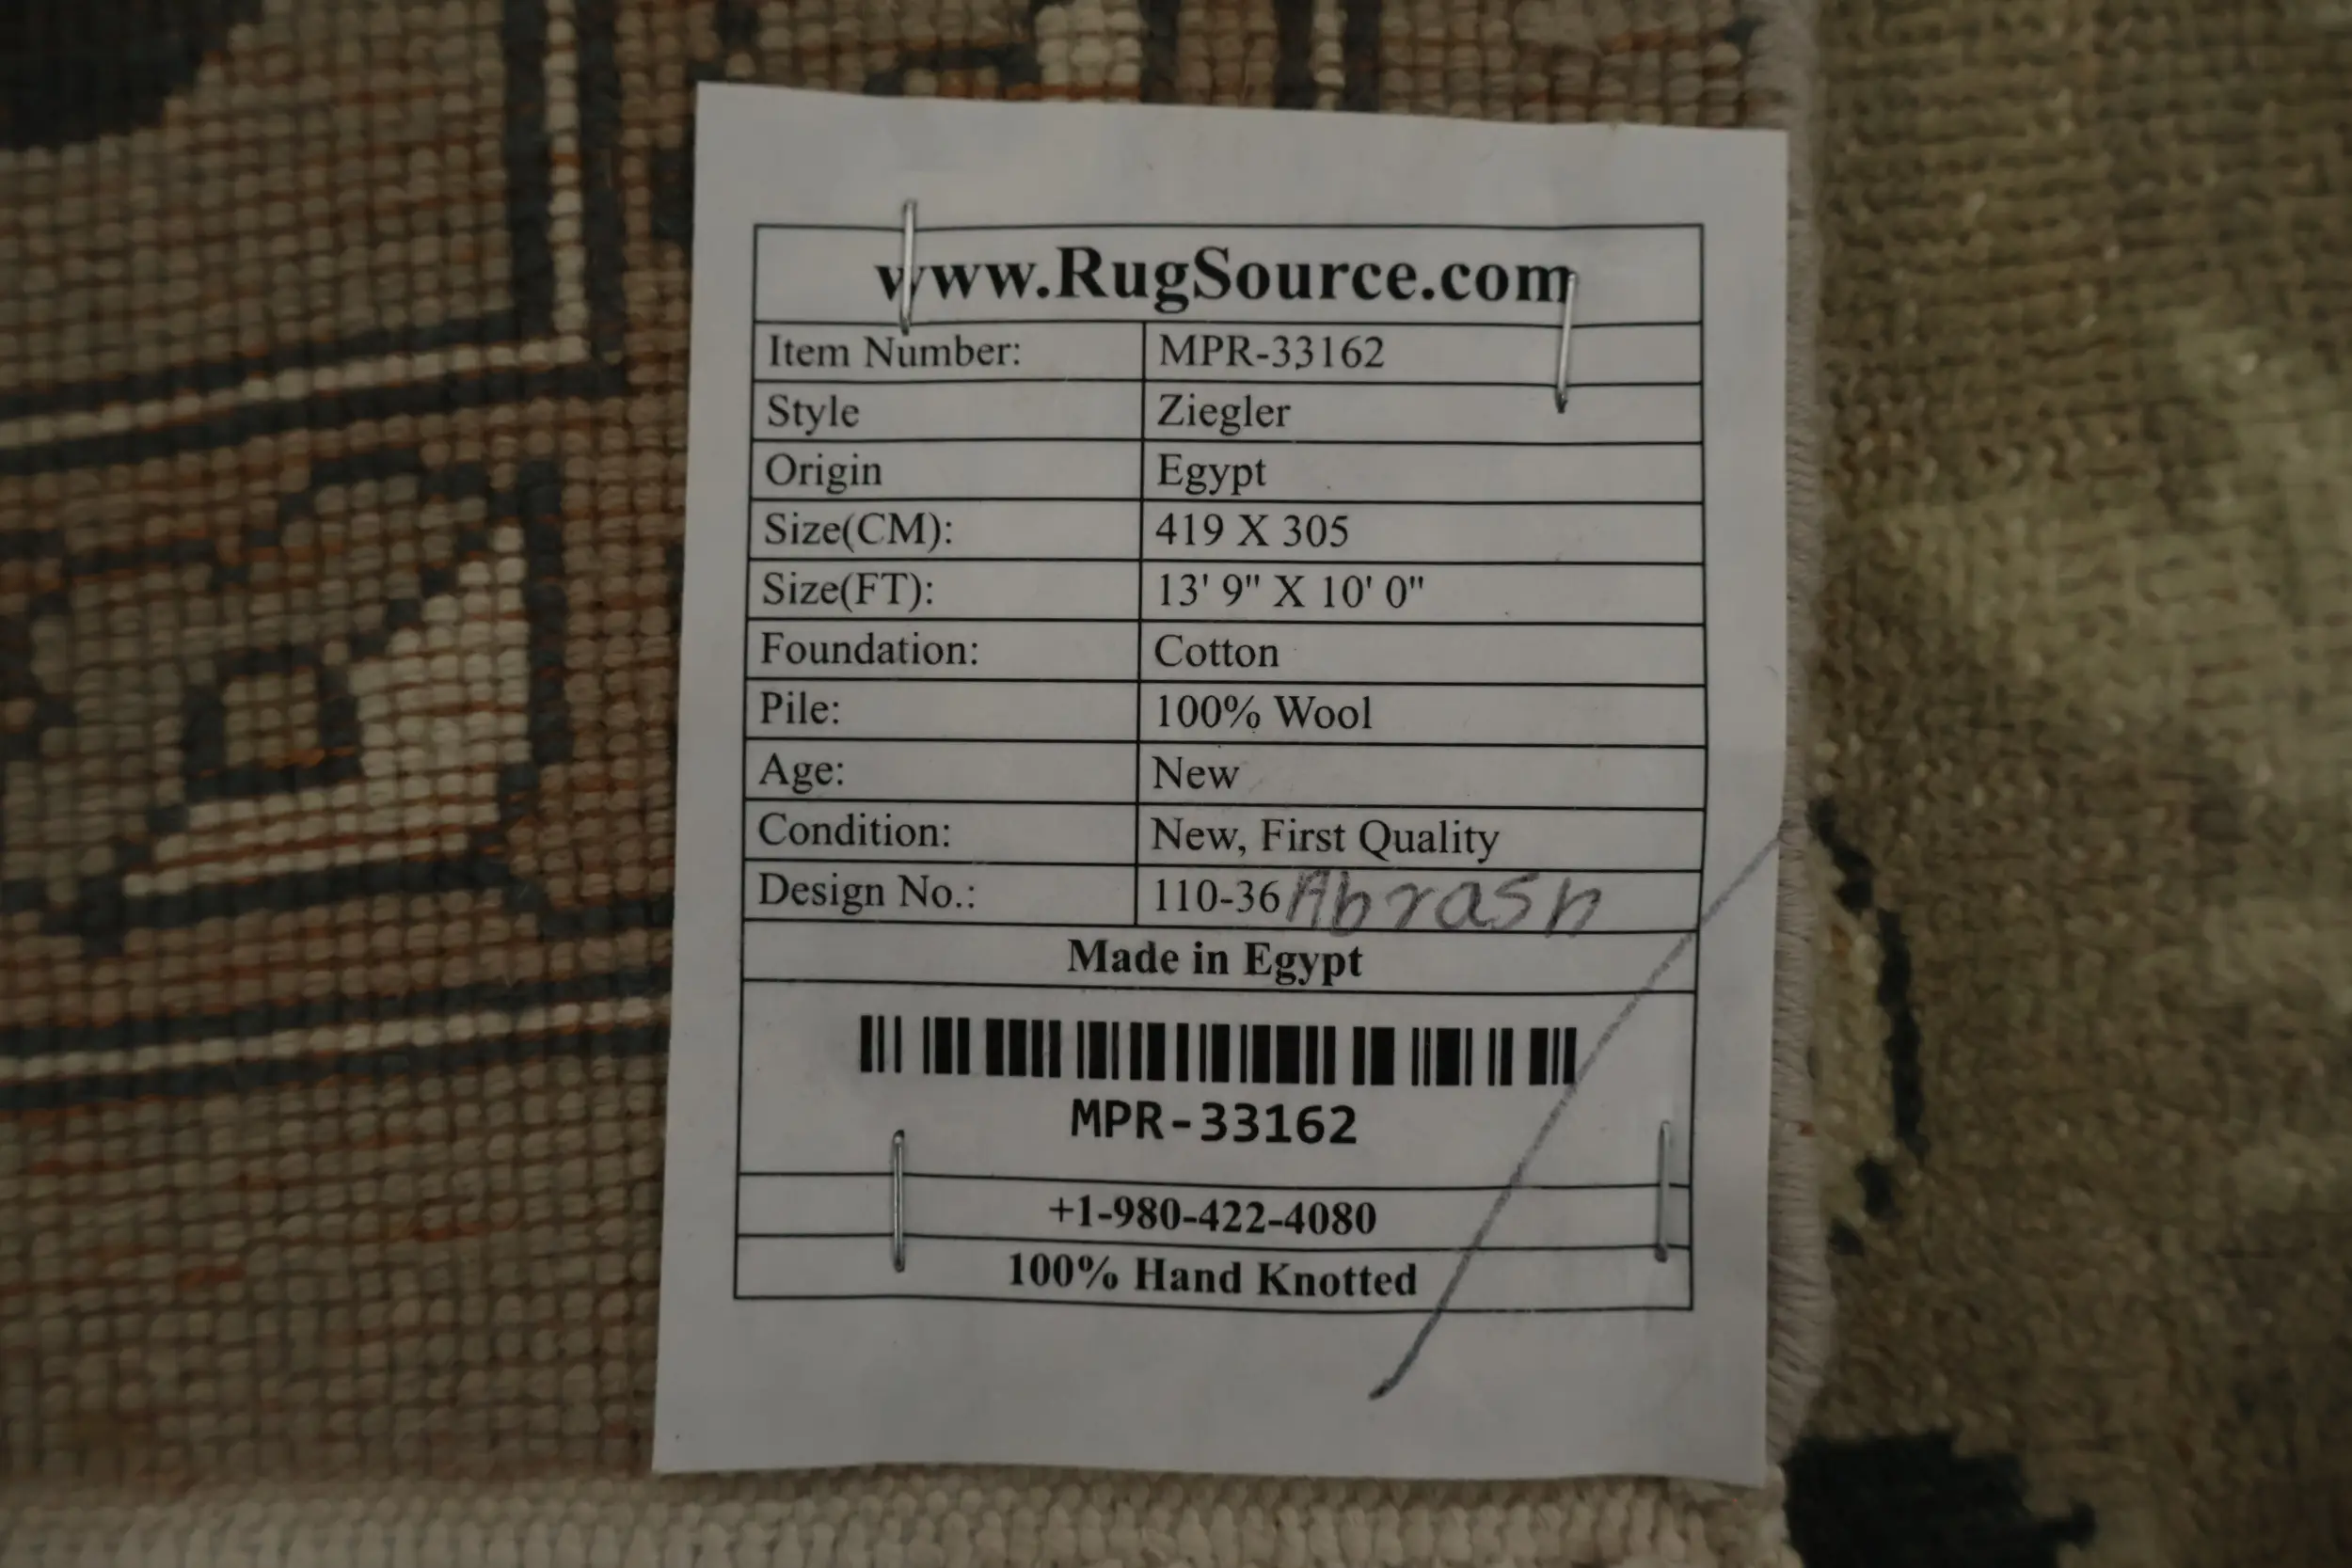 www.RugSource.com
Item Number: MPR-33162
Style Ziegler
Origin Egypt
Size(CM): 419 X 305
Size(FT): 13' 9" X 10' 0"
Foundation: Cotton
Pile: 100% Wool
Age: New
Condition: New, First Quality
Design No.: 110-36 Abrash
Made in Egypt
MPR-33162
+1-980-422-4080
100% Hand Knotted